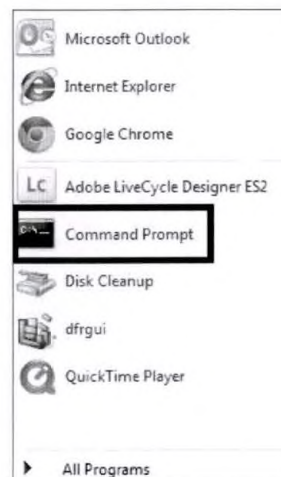 Microsoft Outlook
Internet Explorer
Google Chrome
LC Adobe LiveCycle Designer ES2
C:\_ Command Prompt
Disk Cleanup
dfrgui
QuickTime Player
All Programs